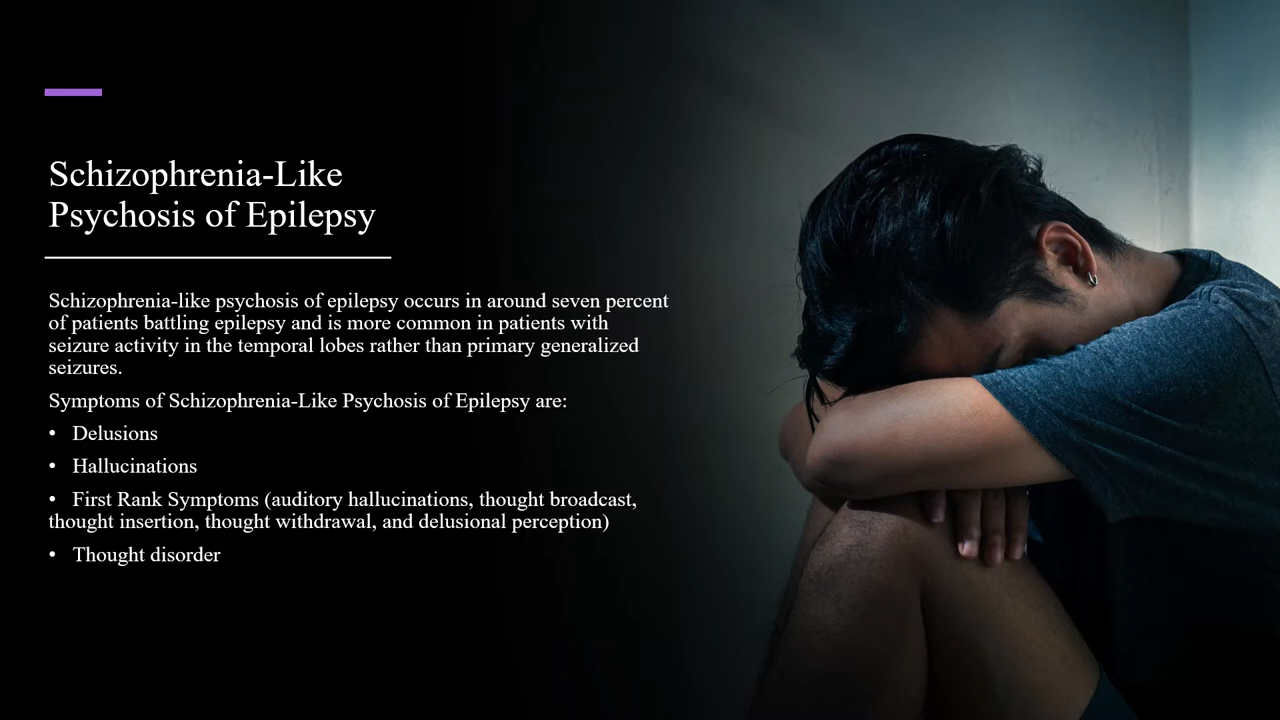 Schizophrenia-Like
Psychosis of Epilepsy
Schizophrenia-like psychosis of epilepsy occurs in around seven percent
of patients battling epilepsy and is more common in patients with
seizure activity in the temporal lobes rather than primary generalized
seizures.
Symptoms of Schizophrenia-Like Psychosis of Epilepsy are:
• Delusions
• Hallucinations
• First Rank Symptoms (auditory hallucinations, thought broadcast,
thought insertion, thought withdrawal, and delusional perception)
• Thought disorder